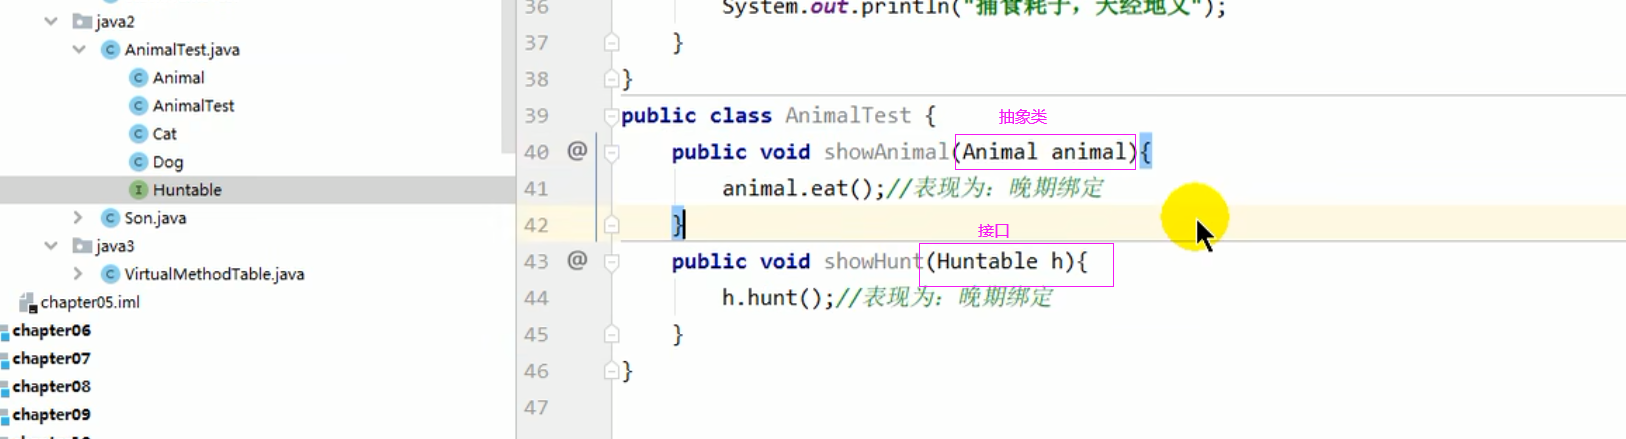 java2
AnimalTest.java
Animal
AnimalTest
Cat
Dog
Huntable
Son.java
java3
VirtualMethodTable.java
chapter05.iml
chapter06
chapter07
chapter08
chapter09
36 System.out.println("捕食耗子，天经地义");
37 }
38 }
39 public class AnimalTest {
抽象类
40 @ public void showAnimal(Animal animal){
41 animal.eat();//表现为：晚期绑定
42 }
接口
43 @ public void showHunt(Huntable h){
44 h.hunt();//表现为：晚期绑定
45 }
46 }
47